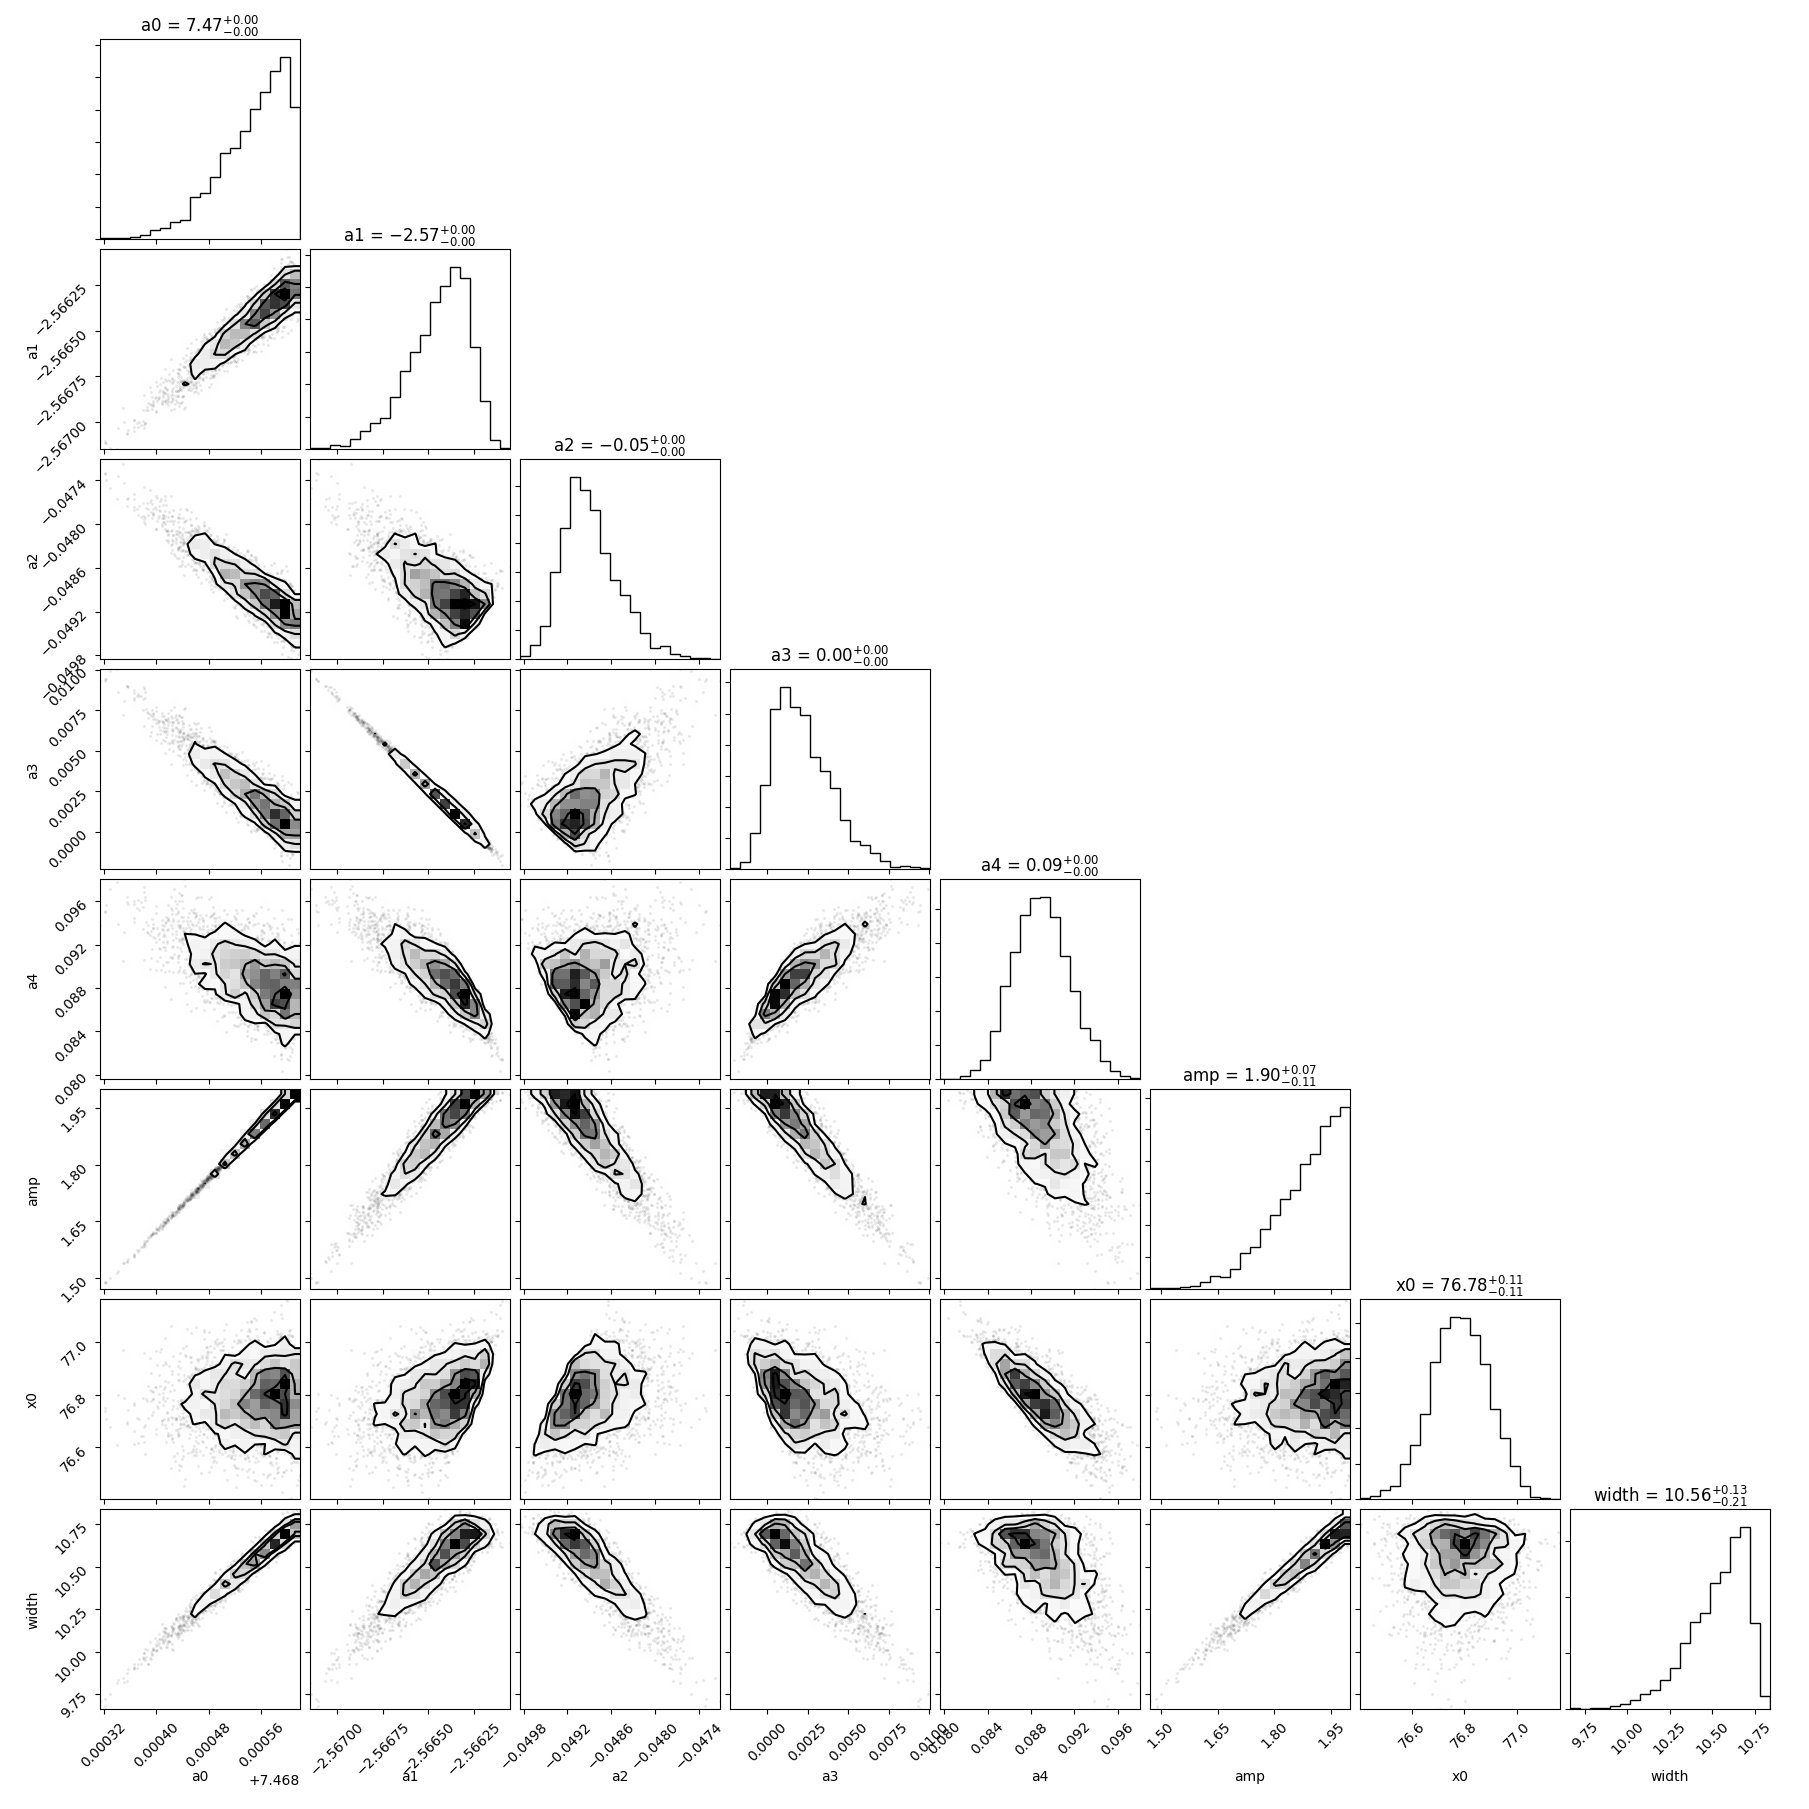 a0 = 7.47+0.00 −0.00
a1 = −2.57+0.00 −0.00
−2.56625
−2.56650
−2.56675
−2.56700
a1
a2 = −0.05+0.00 −0.00
−0.0474
−0.0480
−0.0486
−0.0492
−0.0498
a2
a3 = 0.00+0.00 −0.00
0.0100
0.0075
0.0050
0.0025
0.0000
a3
a4 = 0.09+0.00 −0.00
0.096
0.092
0.088
0.084
0.080
a4
amp = 1.90+0.07 −0.11
1.95
1.80
1.65
1.50
amp
x0 = 76.78+0.11 −0.11
77.0
76.8
76.6
x0
width = 10.56+0.13 −0.21
10.75
10.50
10.25
10.00
9.75
width
0.00032 0.00040 0.00048 0.00056
−2.56700 −2.56675 −2.56650 −2.56625
−0.0498 −0.0492 −0.0486 −0.0480 −0.0474
0.0000 0.0025 0.0050 0.0075 0.0100
0.080 0.084 0.088 0.092 0.096
1.50 1.65 1.80 1.95
76.6 76.8 77.0
9.75 10.00 10.25 10.50 10.75
+7.468
a0 a1 a2 a3 a4 amp x0 width